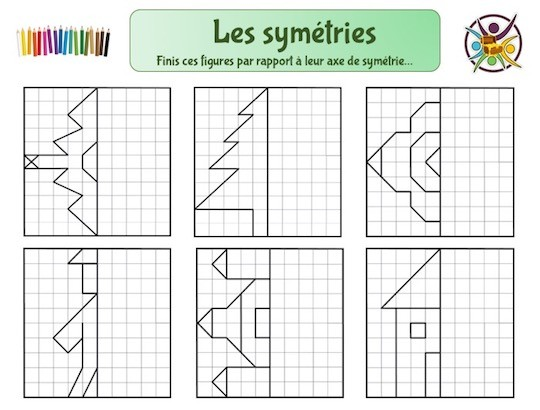 Les symétries
Finis ces figures par rapport à leur axe de symétrie...